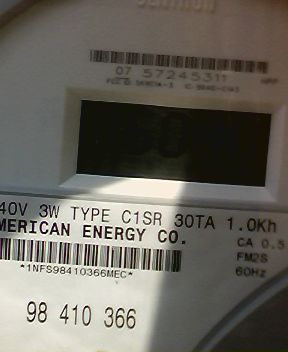 07 57245311
40V 3W TYPE C1SR 30TA 1.0Kh
MERICAN ENERGY CO.
CA 0.5
FM2S
60Hz
*1NFS98410366MEC*
98 410 366